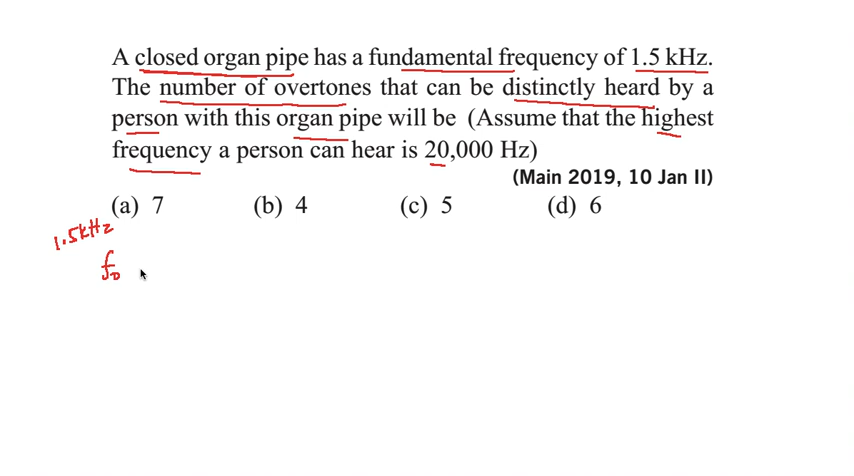 A closed organ pipe has a fundamental frequency of 1.5 kHz.
The number of overtones that can be distinctly heard by a
person with this organ pipe will be (Assume that the highest
frequency a person can hear is 20,000 Hz)
(Main 2019, 10 Jan II)
(a) 7 (b) 4 (c) 5 (d) 6
1.5kHz
f₀